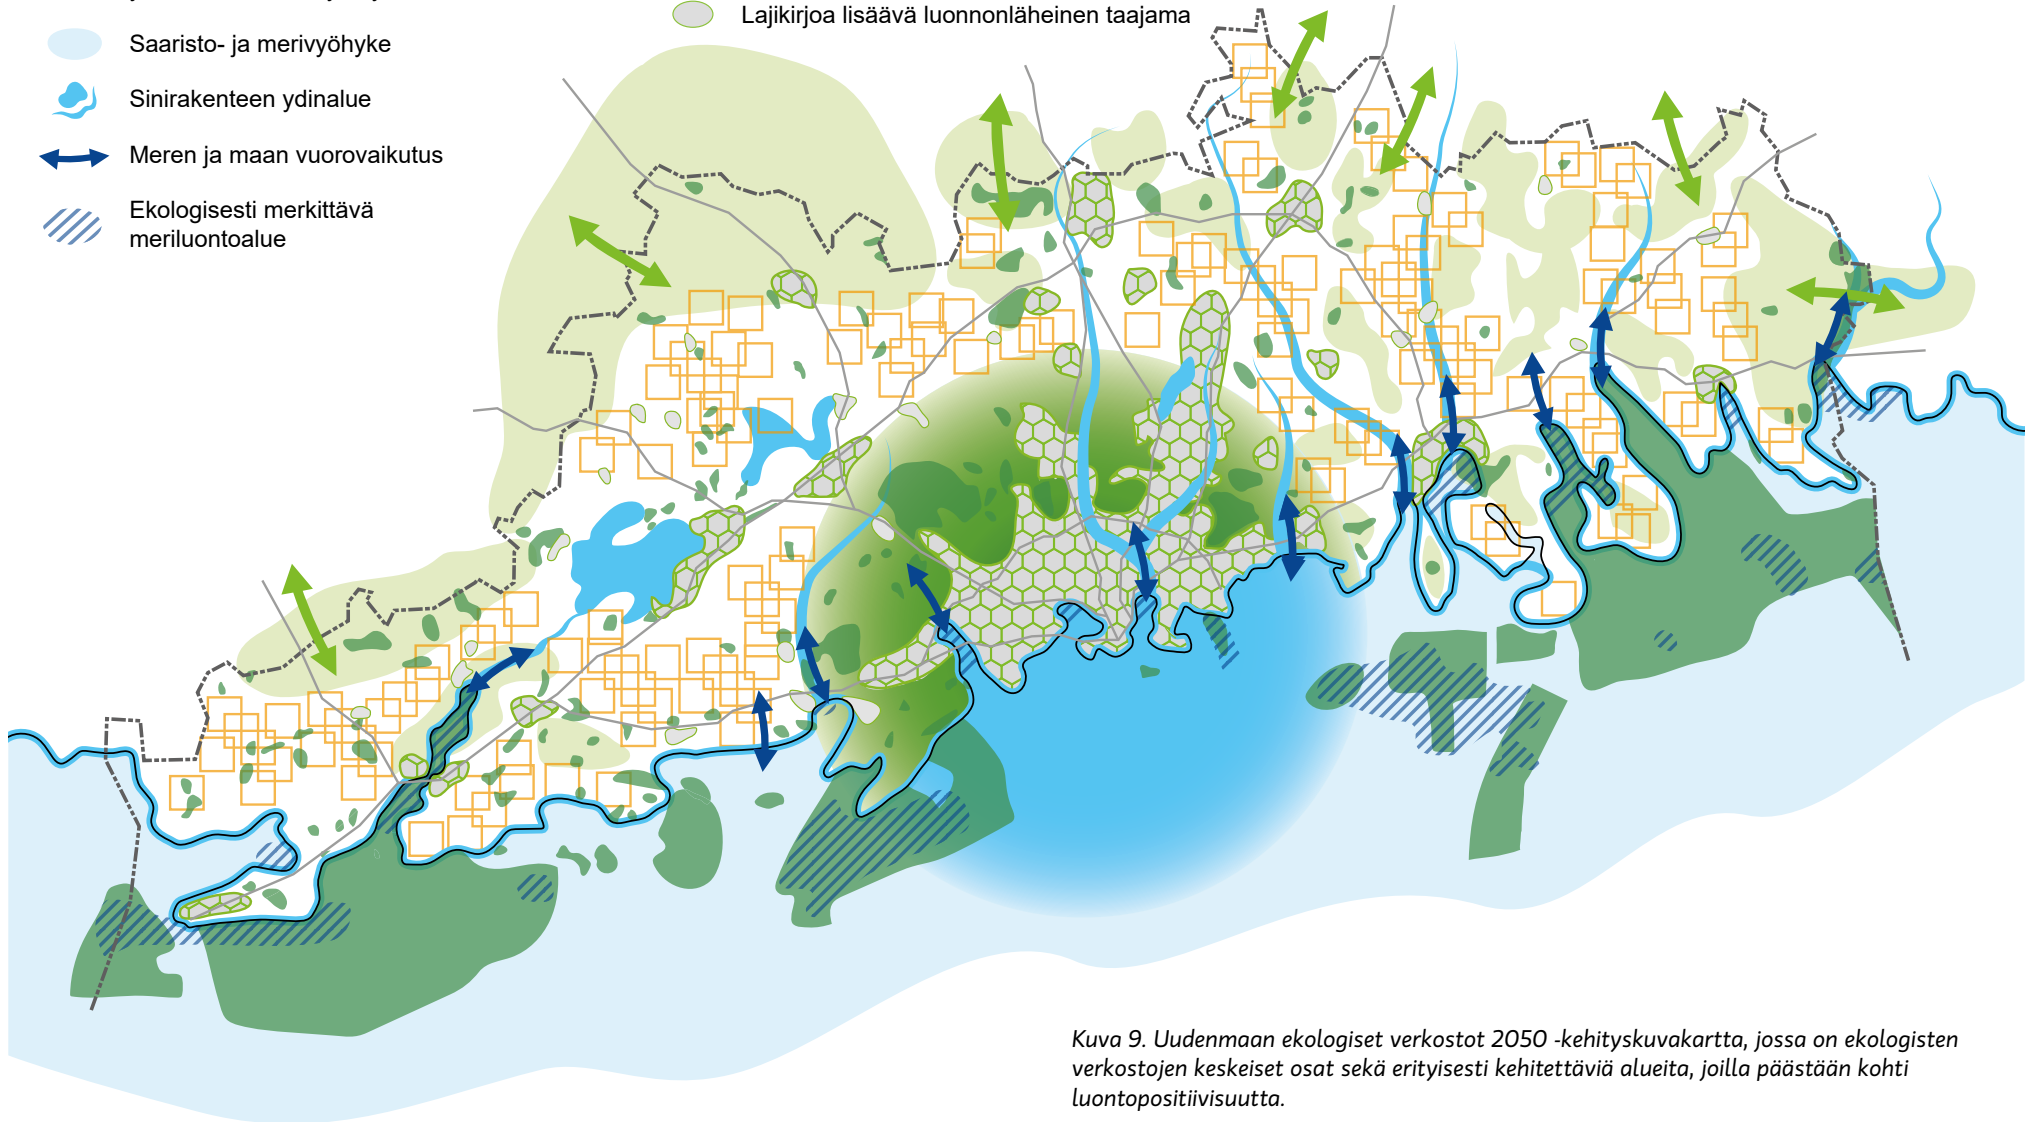 Saaristo- ja merivyöhyke
Sinirakenteen ydinalue
Meren ja maan vuorovaikutus
Ekologisesti merkittävä
meriluontoalue
Lajikirjoa lisäävä luonnonläheinen taajama
Kuva 9. Uudenmaan ekologiset verkostot 2050 -kehityskuvakartta, jossa on ekologisten
verkostojen keskeiset osat sekä erityisesti kehitettäviä alueita, joilla päästään kohti
luontopositiivisuutta.